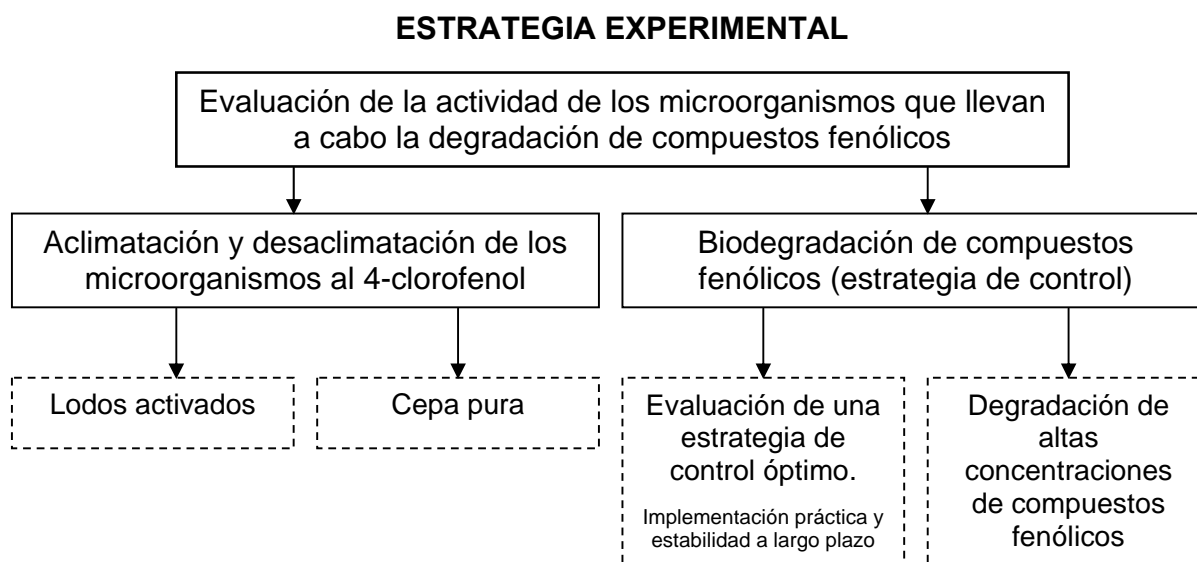 ESTRATEGIA EXPERIMENTAL
Evaluación de la actividad de los microorganismos que llevan
a cabo la degradación de compuestos fenólicos
Aclimatación y desaclimatación de los
microorganismos al 4-clorofenol
Biodegradación de compuestos
fenólicos (estrategia de control)
Lodos activados
Cepa pura
Evaluación de una
estrategia de
control óptimo.
Implementación práctica y
estabilidad a largo plazo
Degradación de
altas
concentraciones
de compuestos
fenólicos